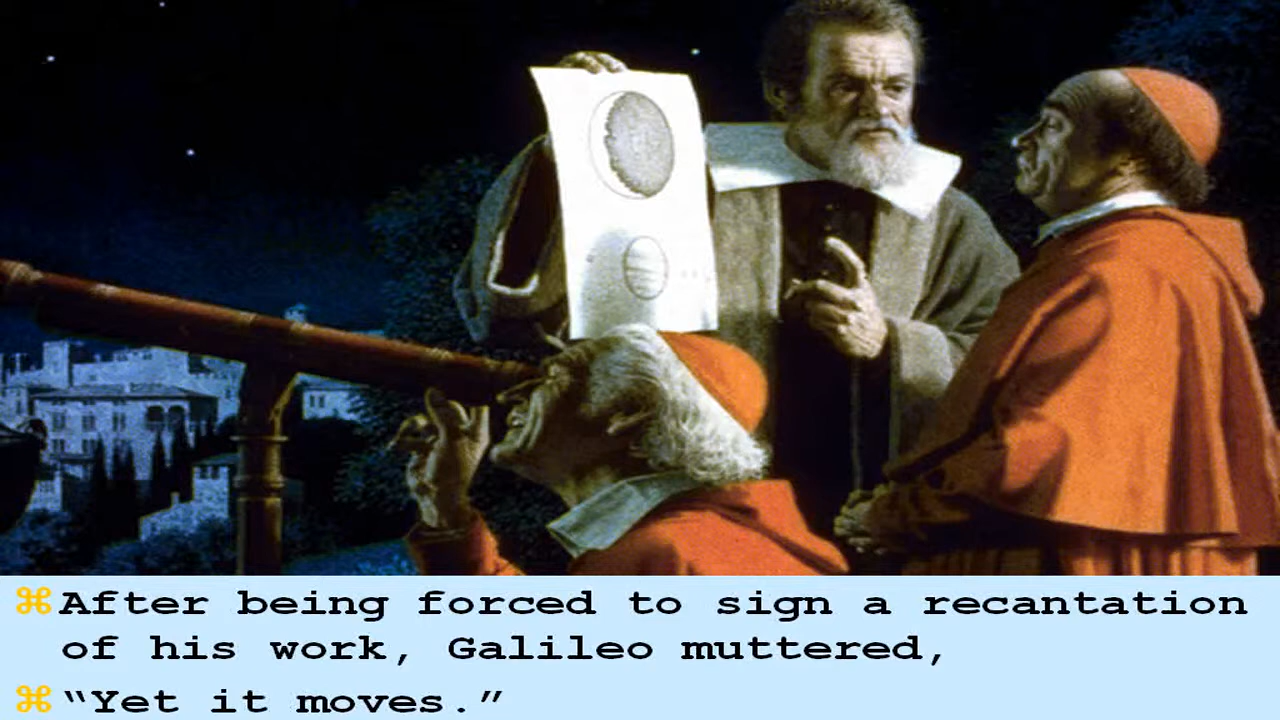 ⌘After being forced to sign a recantation
of his work, Galileo muttered,
⌘“Yet it moves.”